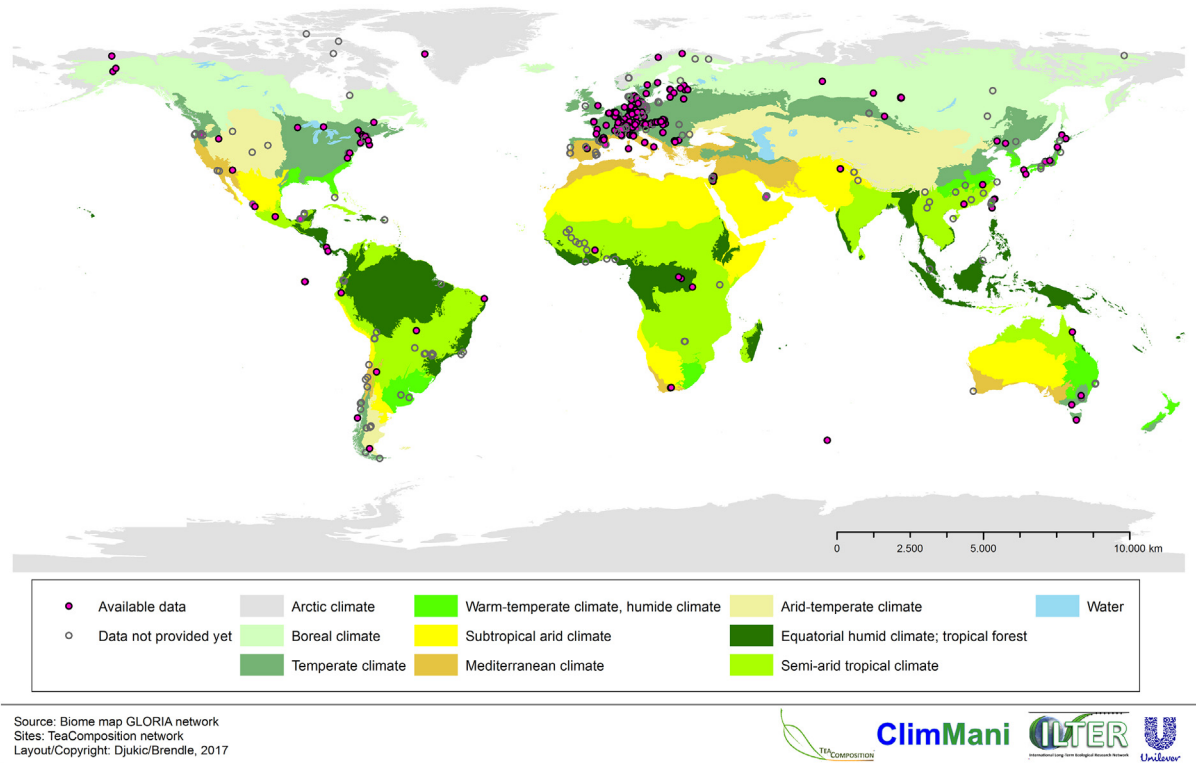 0 2.500 5.000 10.000 km
Available data
Data not provided yet
Arctic climate
Boreal climate
Temperate climate
Warm-temperate climate, humide climate
Subtropical arid climate
Mediterranean climate
Arid-temperate climate
Equatorial humid climate; tropical forest
Semi-arid tropical climate
Water
Source: Biome map GLORIA network
Sites: TeaComposition network
Layout/Copyright: Djukic/Brendle, 2017
TEACOMPOSITION
ClimMani
ILTER
International Long Term Ecological Research Network
Unilever